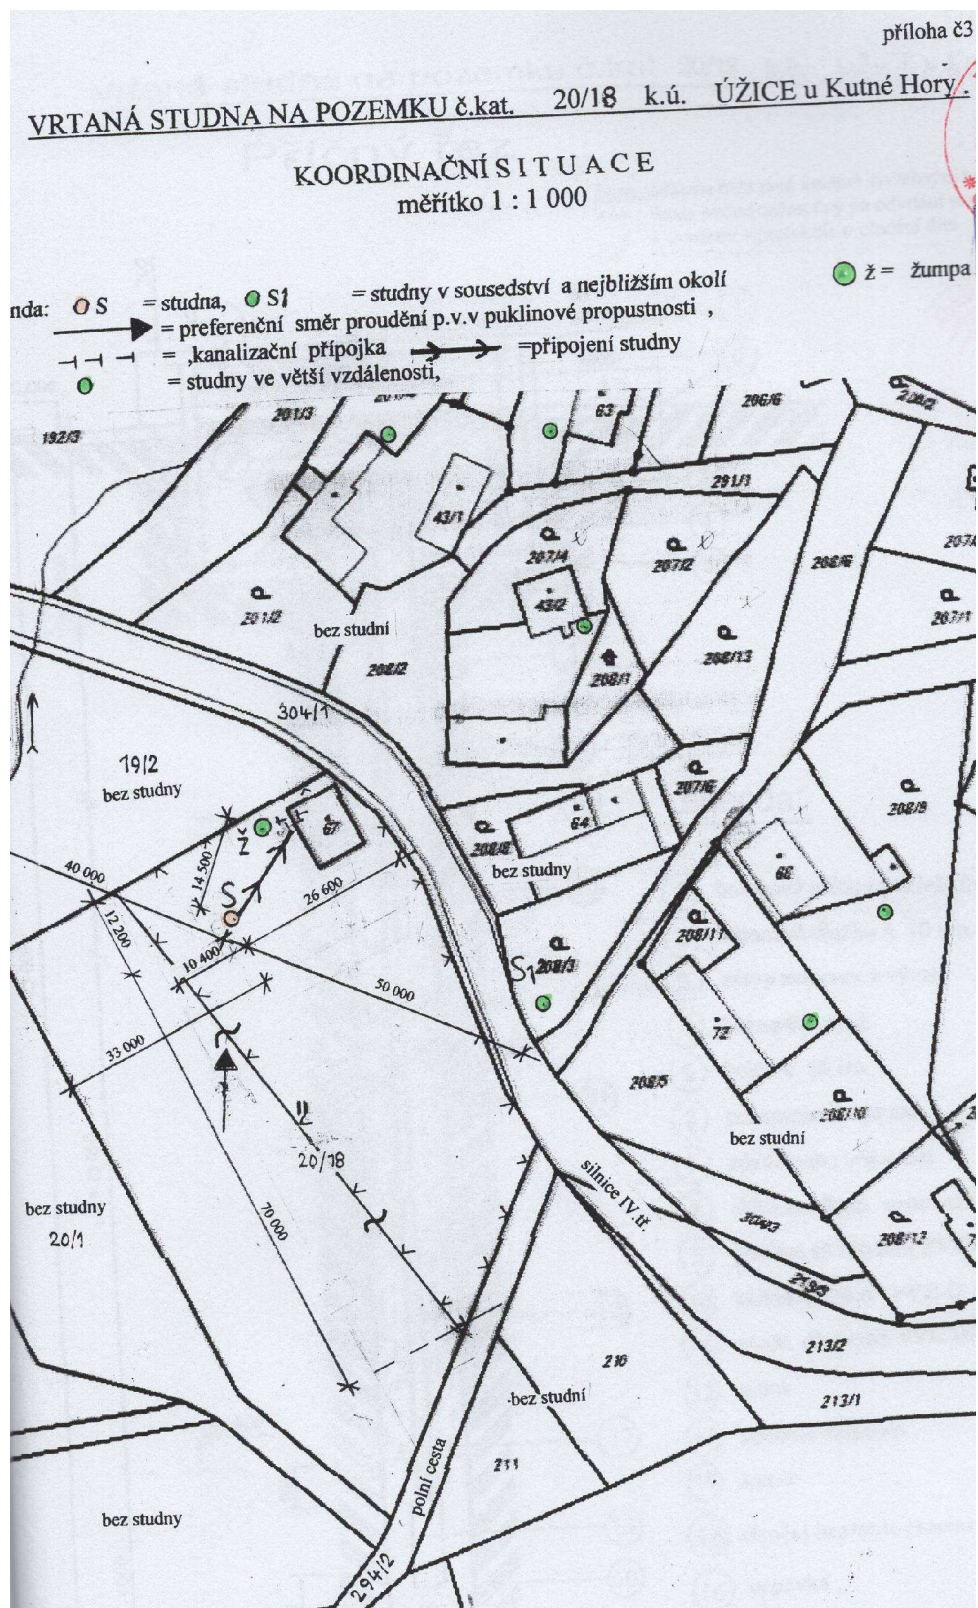 příloha č3
VRTANÁ STUDNA NA POZEMKU č.kat. 20/18 k.ú. ÚŽICE u Kutné Hory.
KOORDINAČNÍ SITUACE
měřítko 1 : 1 000
nda: S = studna, S1 = studny v sousedství a nejbližším okolí ž = žumpa
= preferenční směr proudění p.v.v puklinové propustnosti ,
= ,kanalizační přípojka =připojení studny
= studny ve větší vzdálenosti,
192/3
201/3
63
206/6
43/1
291/1
207/4
207/2
208/6
201/2
43/2
207/1
bez studní
208/2
208/1
208/13
304/1
19/2
bez studny
207/6
208/9
67
64
ž
bez studny
66
40 000
14 500
26 600
S
12 200
208/11
S1
208/3
10 400
50 000
72
33 000
208/5
208/10
bez studní
20/18
silnice IV.tř.
bez studny
20/1
70 000
208/12
219/3
213/2
210
bez studní
213/1
211
polní cesta
bez studny
294/2